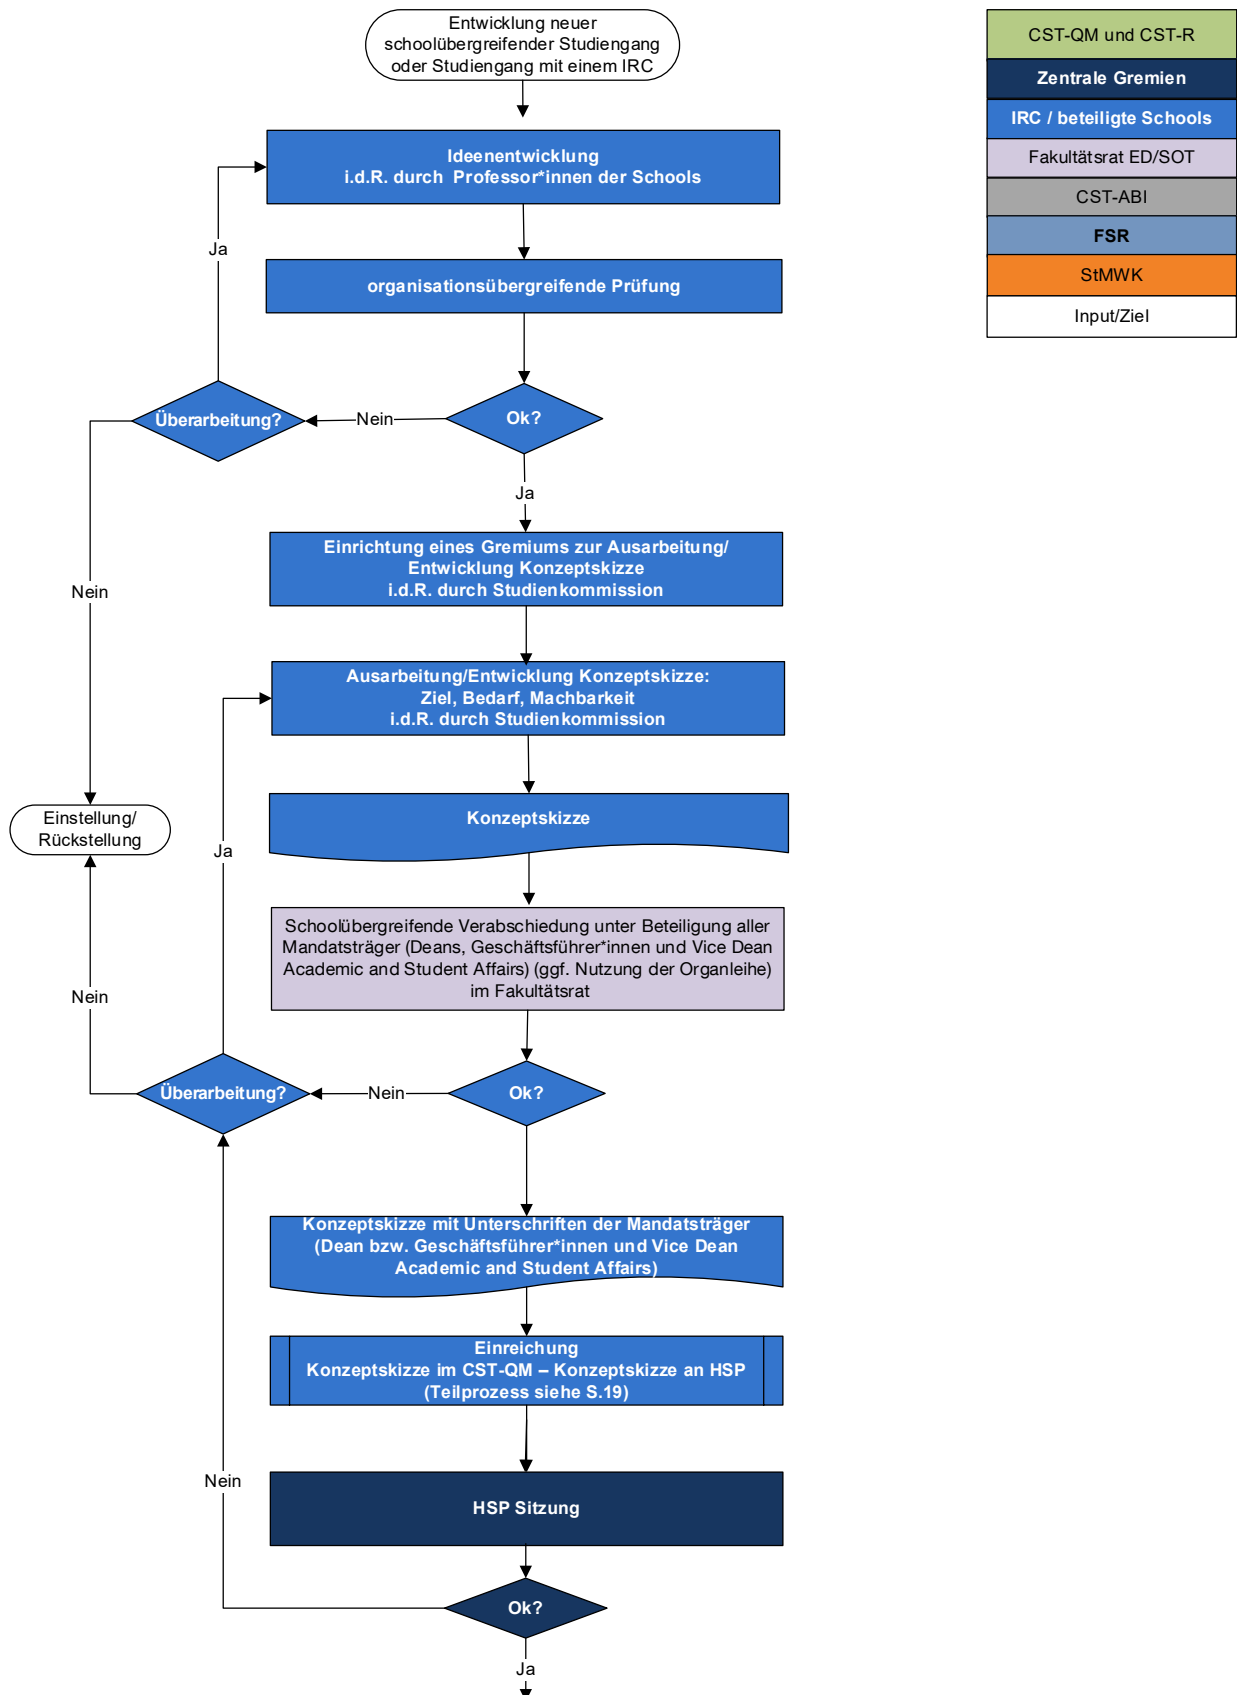 Entwicklung neuer
schoolübergreifender Studiengang
oder Studiengang mit einem IRC
CST-QM und CST-R
Zentrale Gremien
IRC / beteiligte Schools
Fakultätsrat ED/SOT
CST-ABI
FSR
StMWK
Input/Ziel
Ideenentwicklung
i.d.R. durch Professor*innen der Schools
Ja
organisationsübergreifende Prüfung
Überarbeitung?
Nein
Ok?
Ja
Einrichtung eines Gremiums zur Ausarbeitung/
Entwicklung Konzeptskizze
i.d.R. durch Studienkommission
Nein
Ausarbeitung/Entwicklung Konzeptskizze:
Ziel, Bedarf, Machbarkeit
i.d.R. durch Studienkommission
Einstellung/
Rückstellung
Konzeptskizze
Ja
Schoolübergreifende Verabschiedung unter Beteiligung aller
Mandatsträger (Deans, Geschäftsführer*innen und Vice Dean
Academic and Student Affairs) (ggf. Nutzung der Organleihe)
im Fakultätsrat
Nein
Überarbeitung?
Nein
Ok?
Konzeptskizze mit Unterschriften der Mandatsträger
(Dean bzw. Geschäftsführer*innen und Vice Dean
Academic and Student Affairs)
Einreichung
Konzeptskizze im CST-QM – Konzeptskizze an HSP
(Teilprozess siehe S.19)
Nein
HSP Sitzung
Ok?
Ja